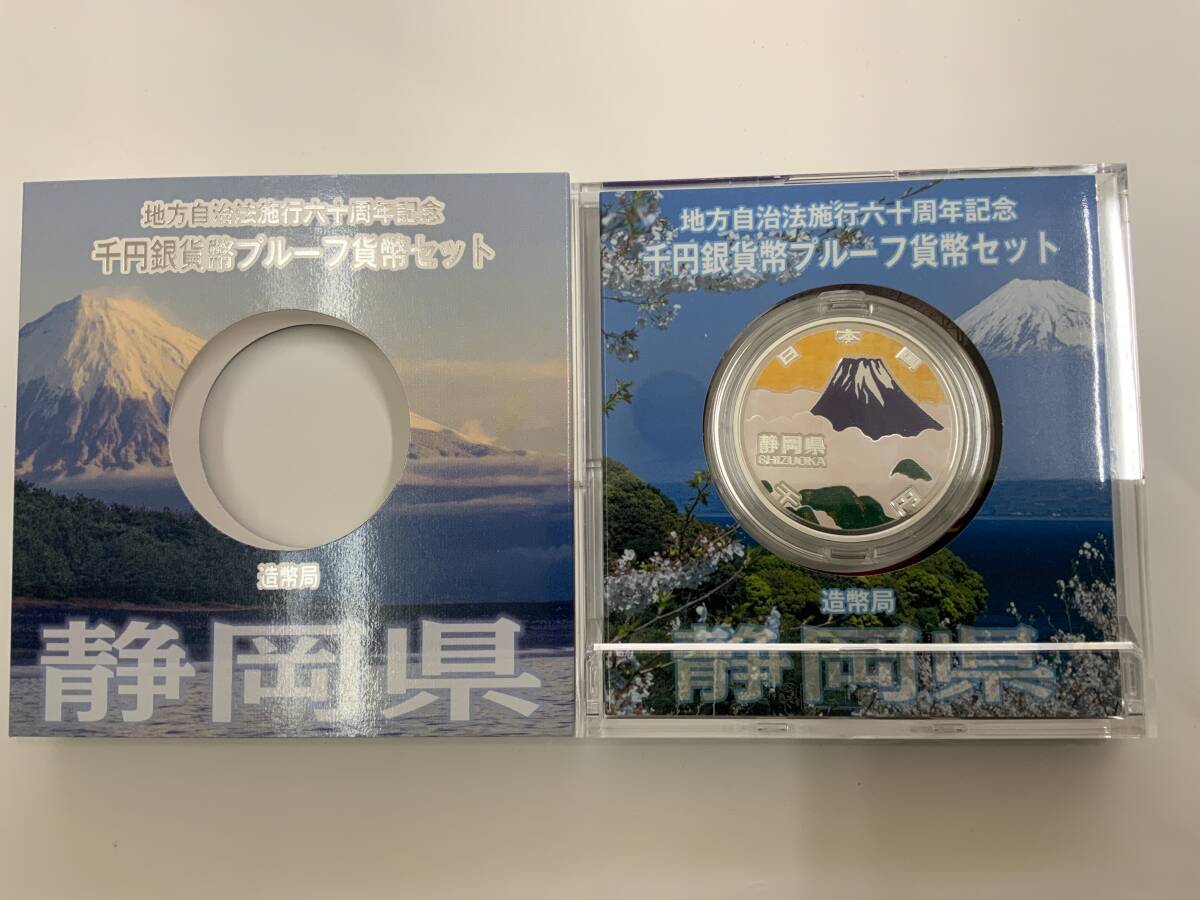 地方自治法施行六十周年記念
千円銀貨幣プルーフ貨幣セット
造幣局
静岡県
地方自治法施行六十周年記念
千円銀貨幣プルーフ貨幣セット
日本国
静岡県
SHIZUOKA
千円
造幣局
静岡県